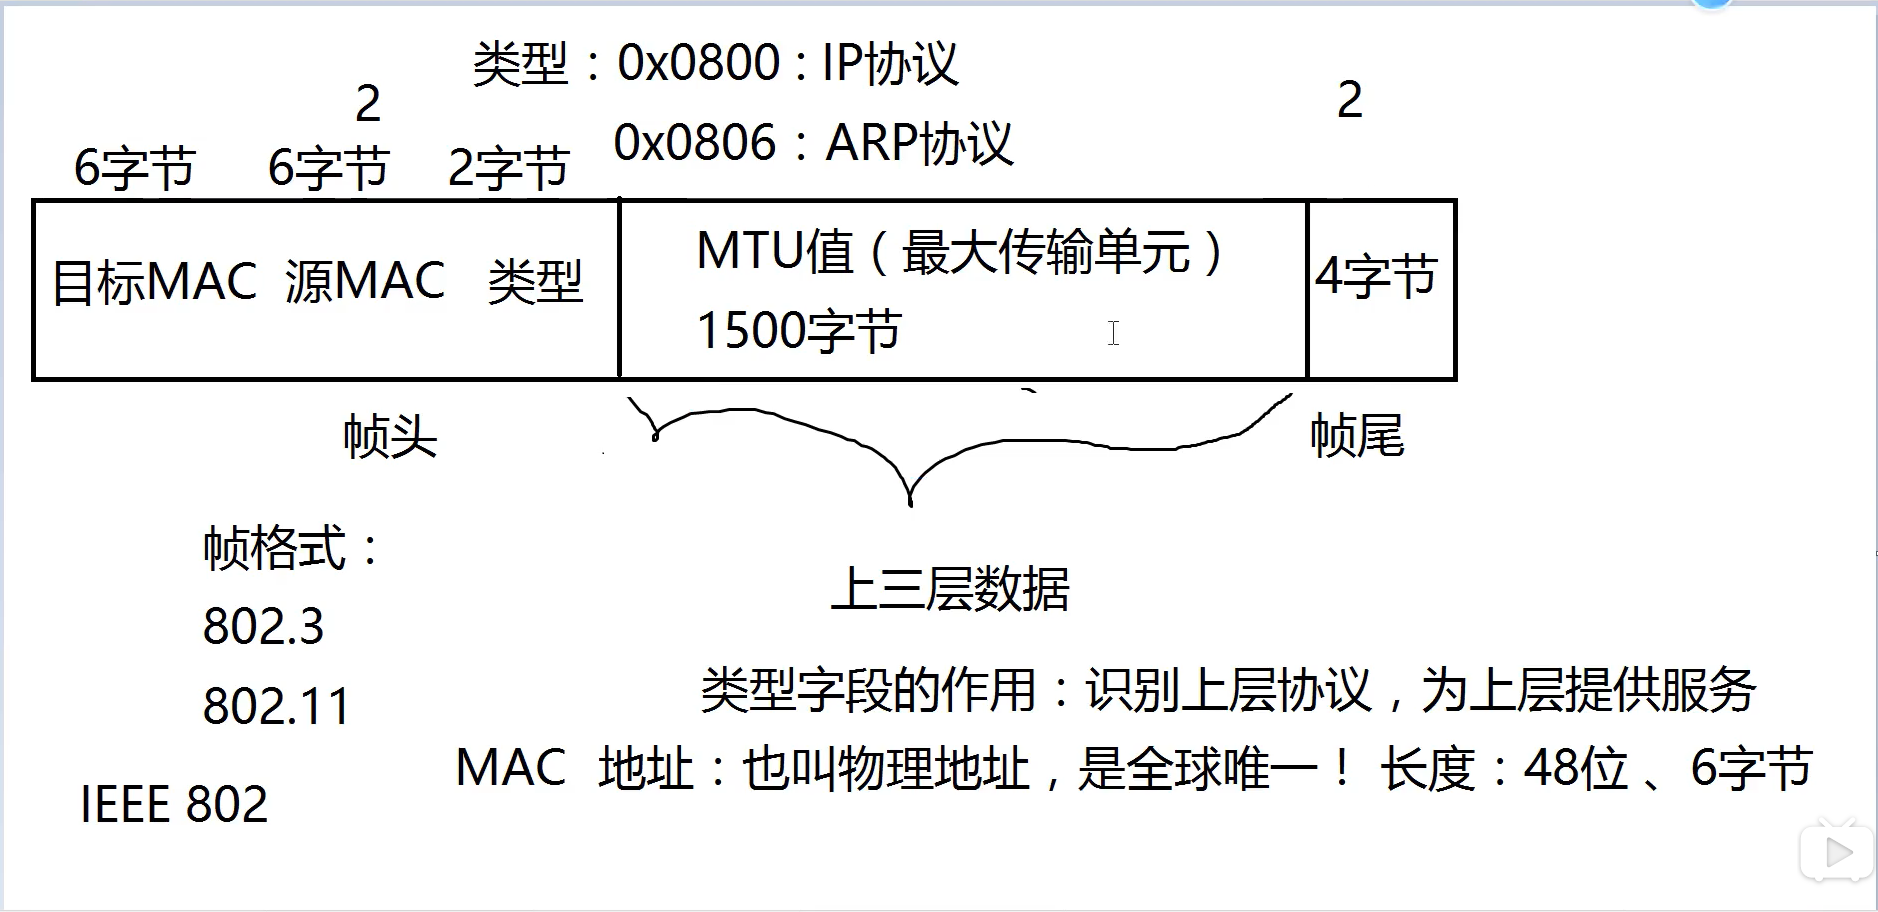 类型：0x0800：IP协议
2
2
0x0806：ARP协议
6字节 6字节 2字节
目标MAC 源MAC 类型
MTU值（最大传输单元）
1500字节
4字节
帧头
帧尾
帧格式：
802.3
802.11
IEEE 802
上三层数据
类型字段的作用：识别上层协议，为上层提供服务
MAC 地址：也叫物理地址，是全球唯一！ 长度：48位 、6字节